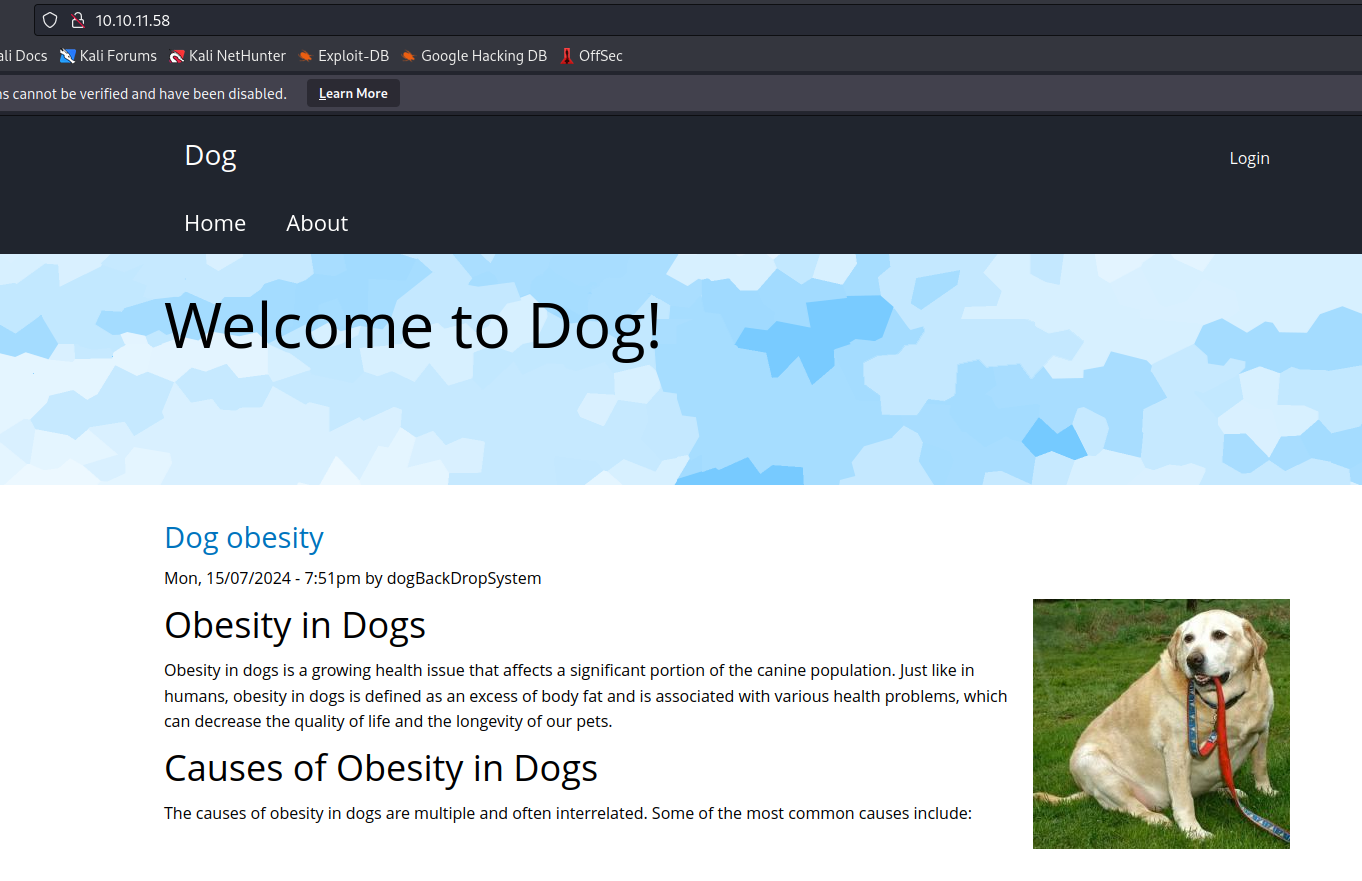 10.10.11.58
ali Docs Kali Forums Kali NetHunter Exploit-DB Google Hacking DB OffSec
ns cannot be verified and have been disabled. Learn More
Dog Login
Home About
Welcome to Dog!
Dog obesity
Mon, 15/07/2024 - 7:51pm by dogBackDropSystem
Obesity in Dogs
Obesity in dogs is a growing health issue that affects a significant portion of the canine population. Just like in
humans, obesity in dogs is defined as an excess of body fat and is associated with various health problems, which
can decrease the quality of life and the longevity of our pets.
Causes of Obesity in Dogs
The causes of obesity in dogs are multiple and often interrelated. Some of the most common causes include: